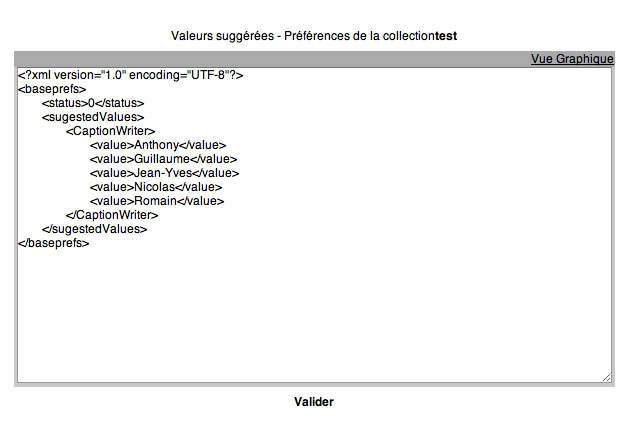 Valeurs suggérées - Préférences de la collectiontest
Vue Graphique
<?xml version="1.0" encoding="UTF-8"?>
<baseprefs>
<status>0</status>
<sugestedValues>
<CaptionWriter>
<value>Anthony</value>
<value>Guillaume</value>
<value>Jean-Yves</value>
<value>Nicolas</value>
<value>Romain</value>
</CaptionWriter>
</sugestedValues>
</baseprefs>
Valider